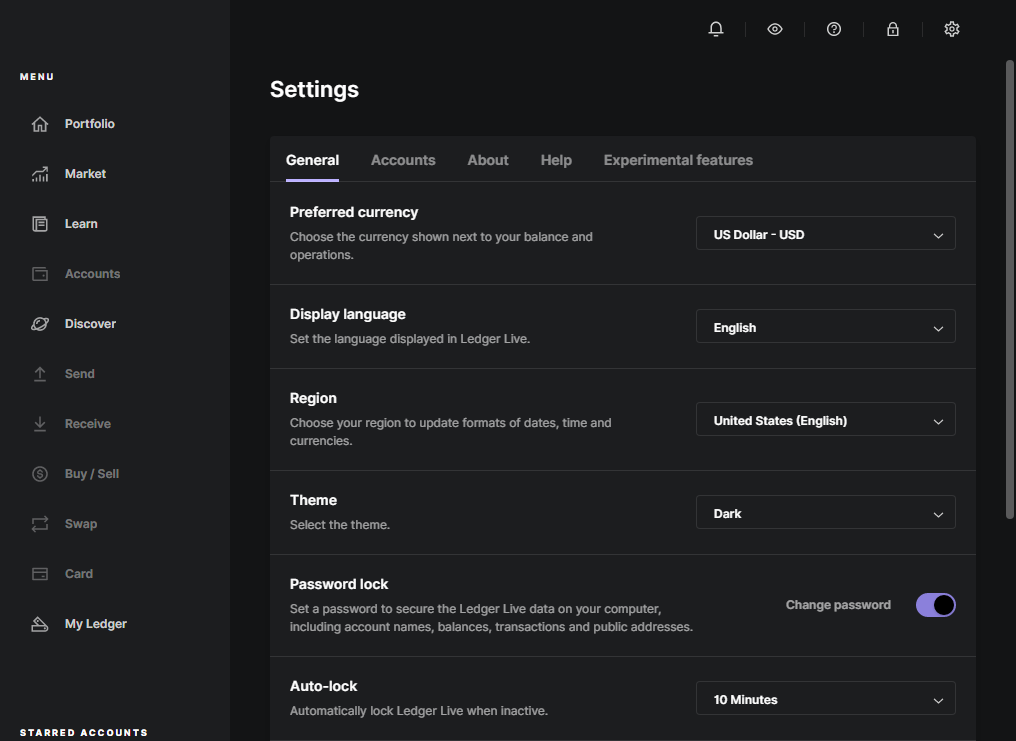 MENU
Portfolio
Market
Learn
Accounts
Discover
Send
Receive
Buy / Sell
Swap
Card
My Ledger
STARRED ACCOUNTS
Settings
General Accounts About Help Experimental features
Preferred currency
Choose the currency shown next to your balance and
operations.
US Dollar - USD
Display language
Set the language displayed in Ledger Live.
English
Region
Choose your region to update formats of dates, time and
currencies.
United States (English)
Theme
Select the theme.
Dark
Password lock
Set a password to secure the Ledger Live data on your computer,
including account names, balances, transactions and public addresses.
Change password
Auto-lock
Automatically lock Ledger Live when inactive.
10 Minutes